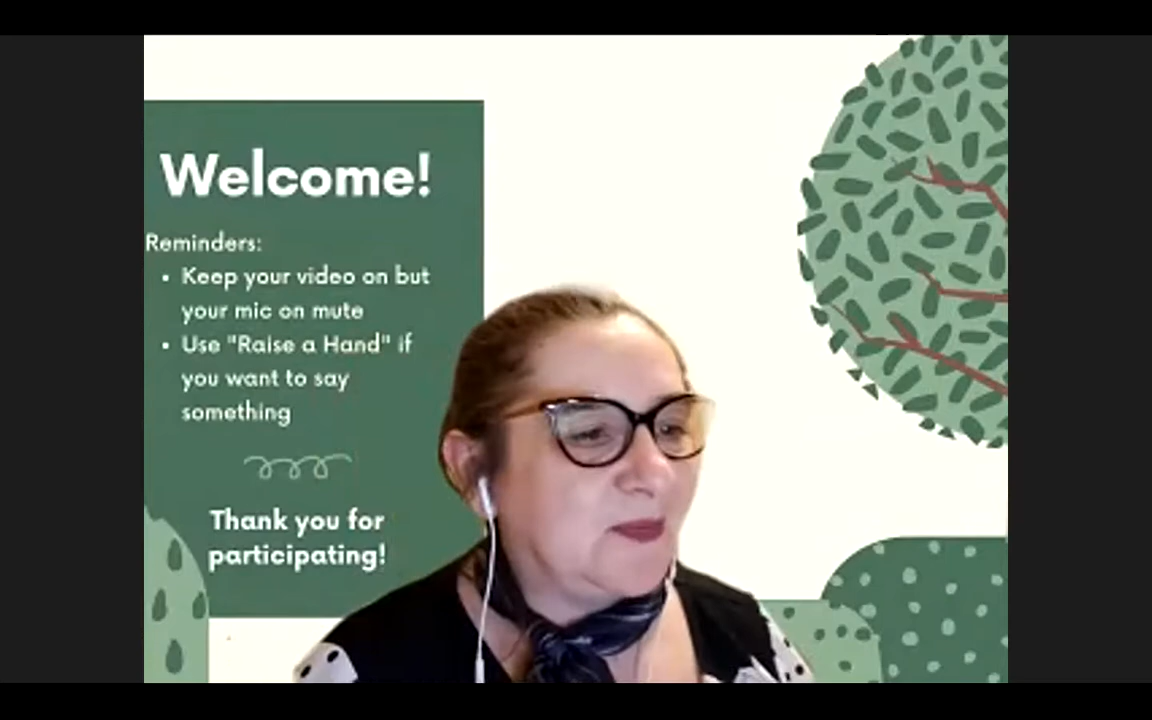 Welcome!
Reminders:
• Keep your video on but
your mic on mute
• Use "Raise a Hand" if
you want to say
something
Thank you for
participating!